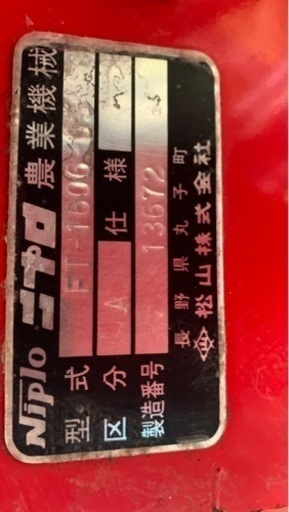 Niplo ニプロ 農業機械
型式 FT-1606
区分 A 仕様
製造番号 13672
長野県丸子町
松山株式会社